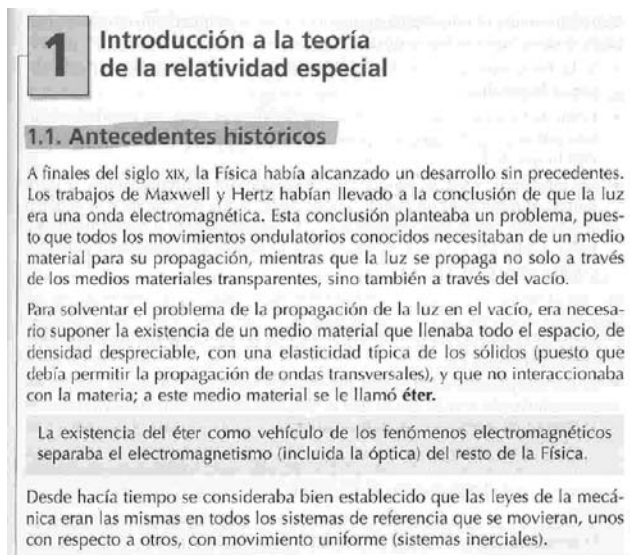 1
Introducción a la teoría
de la relatividad especial
1.1. Antecedentes históricos
A finales del siglo XIX, la Física había alcanzado un desarrollo sin precedentes.
Los trabajos de Maxwell y Hertz habían llevado a la conclusión de que la luz
era una onda electromagnética. Esta conclusión planteaba un problema, pues-
to que todos los movimientos ondulatorios conocidos necesitaban de un medio
material para su propagación, mientras que la luz se propaga no solo a través
de los medios materiales transparentes, sino también a través del vacío.
Para solventar el problema de la propagación de la luz en el vacío, era necesa-
rio suponer la existencia de un medio material que llenaba todo el espacio, de
densidad despreciable, con una elasticidad típica de los sólidos (puesto que
debía permitir la propagación de ondas transversales), y que no interaccionaba
con la materia; a este medio material se le llamó éter.
La existencia del éter como vehículo de los fenómenos electromagnéticos
separaba el electromagnetismo (incluida la óptica) del resto de la Física.
Desde hacía tiempo se consideraba bien establecido que las leyes de la mecá-
nica eran las mismas en todos los sistemas de referencia que se movieran, unos
con respecto a otros, con movimiento uniforme (sistemas inerciales).